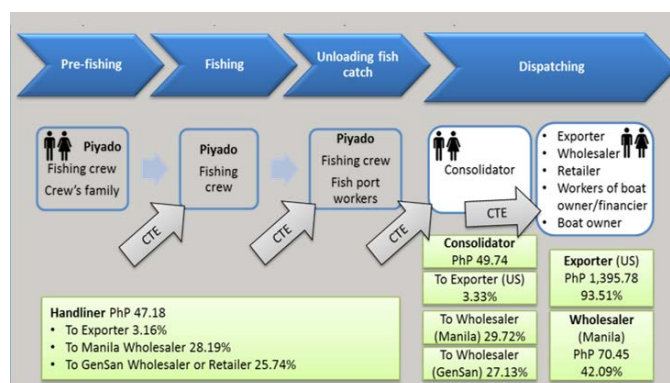 Pre-fishing
Fishing
Unloading fish
catch
Dispatching
Piyado
Fishing crew
Crew's family
Piyado
Fishing
crew
Piyado
Fishing crew
Fish port
workers
Consolidator
• Exporter
• Wholesaler
• Retailer
• Workers of boat
owner/financier
• Boat owner
CTE
CTE
CTE
CTE
Handliner PhP 47.18
• To Exporter 3.16%
• To Manila Wholesaler 28.19%
• To GenSan Wholesaler or Retailer 25.74%
Consolidator
PhP 49.74
To Exporter (US)
3.33%
To Wholesaler
(Manila) 29.72%
To Wholesaler
(GenSan) 27.13%
Exporter (US)
PhP 1,395.78
93.51%
Wholesaler
(Manila)
PhP 70.45
42.09%